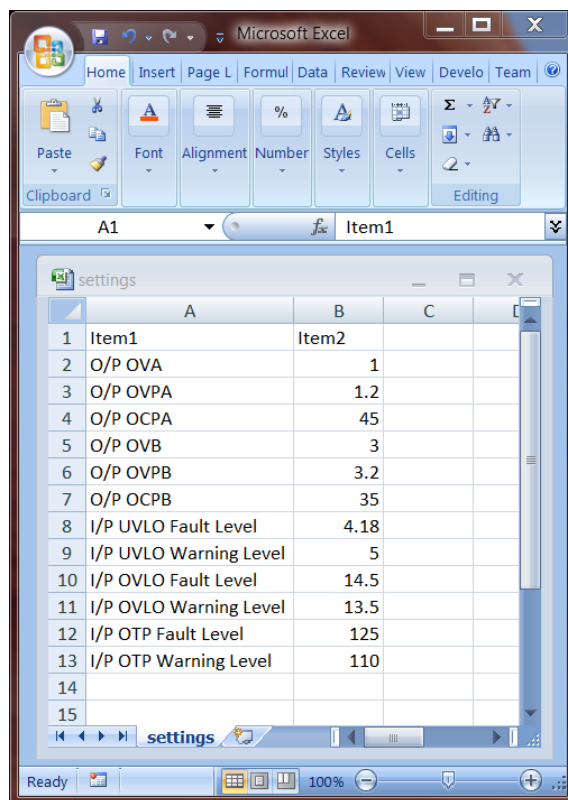 Microsoft Excel
Home Insert Page L Formul Data Review View Develo Team
Paste Font Alignment Number Styles Cells
Clipboard Editing
A1 fx Item1
settings
A B C D
1 Item1 Item2
2 O/P OVA 1
3 O/P OVPA 1.2
4 O/P OCPA 45
5 O/P OVB 3
6 O/P OVPB 3.2
7 O/P OCPB 35
8 I/P UVLO Fault Level 4.18
9 I/P UVLO Warning Level 5
10 I/P OVLO Fault Level 14.5
11 I/P OVLO Warning Level 13.5
12 I/P OTP Fault Level 125
13 I/P OTP Warning Level 110
14
15
settings
Ready 100%